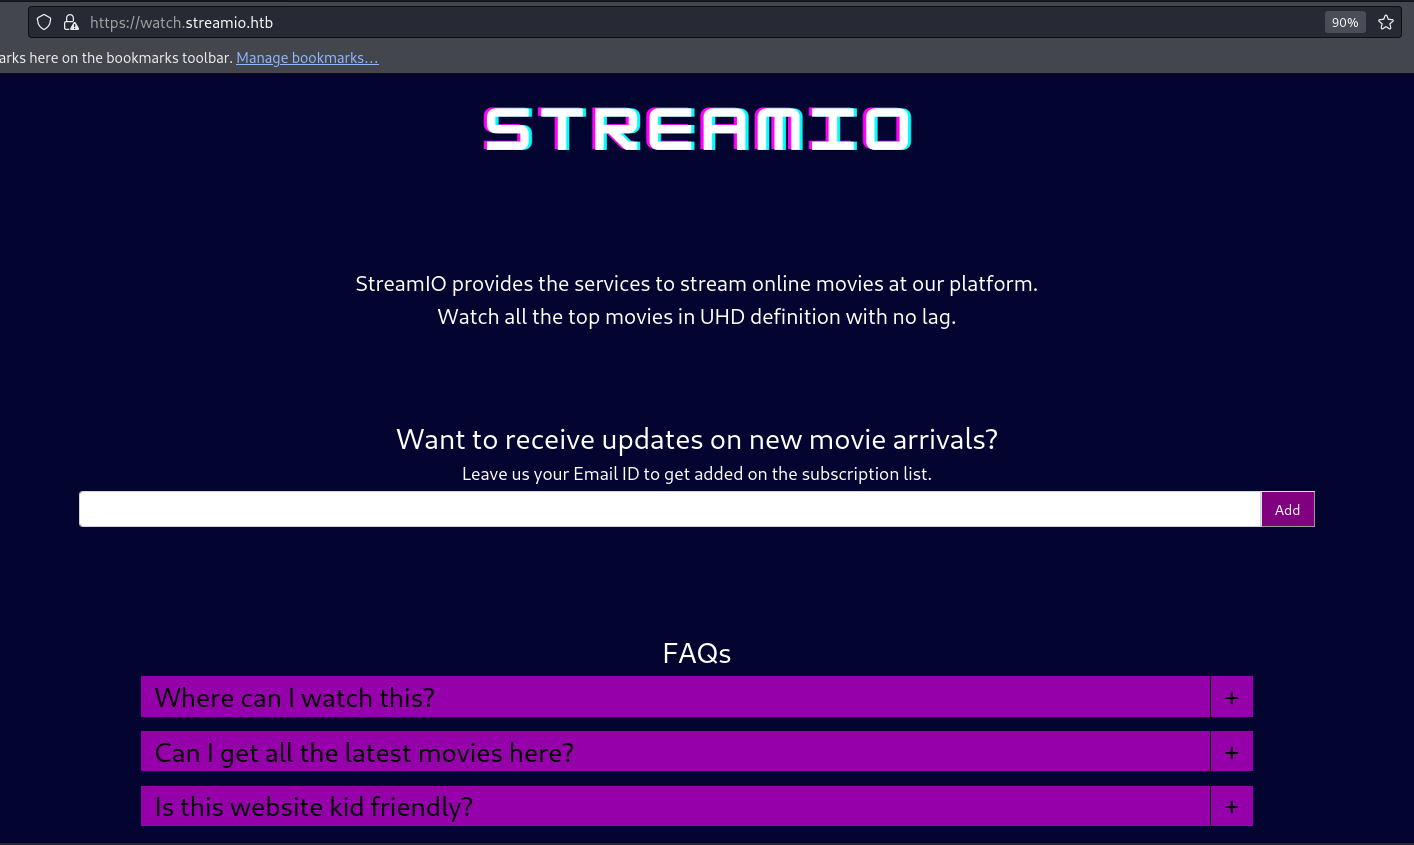 https://watch.streamio.htb
90%
arks here on the bookmarks toolbar. Manage bookmarks...
STREAMIO
StreamIO provides the services to stream online movies at our platform.
Watch all the top movies in UHD definition with no lag.
Want to receive updates on new movie arrivals?
Leave us your Email ID to get added on the subscription list.
Add
FAQs
Where can I watch this? +
Can I get all the latest movies here? +
Is this website kid friendly? +